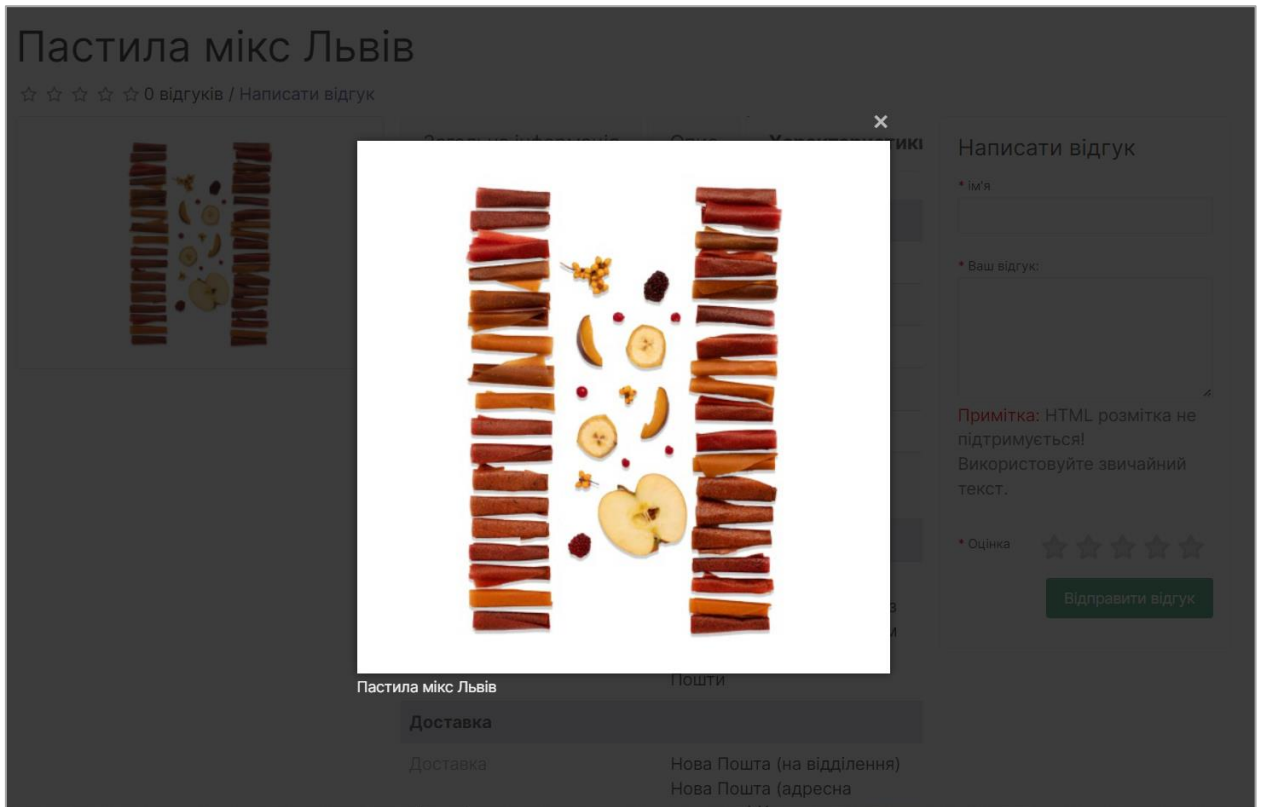 Пастила мікс Львів
0 відгуків / Написати відгук
×
Написати відгук
* ім'я
* Ваш відгук:
Примітка: HTML розмітка не
підтримується!
Використовуйте звичайний
текст.
* Оцінка
Відправити відгук
Пастила мікс Львів
Пошти
Доставка
Доставка
Нова Пошта (на відділення)
Нова Пошта (адресна